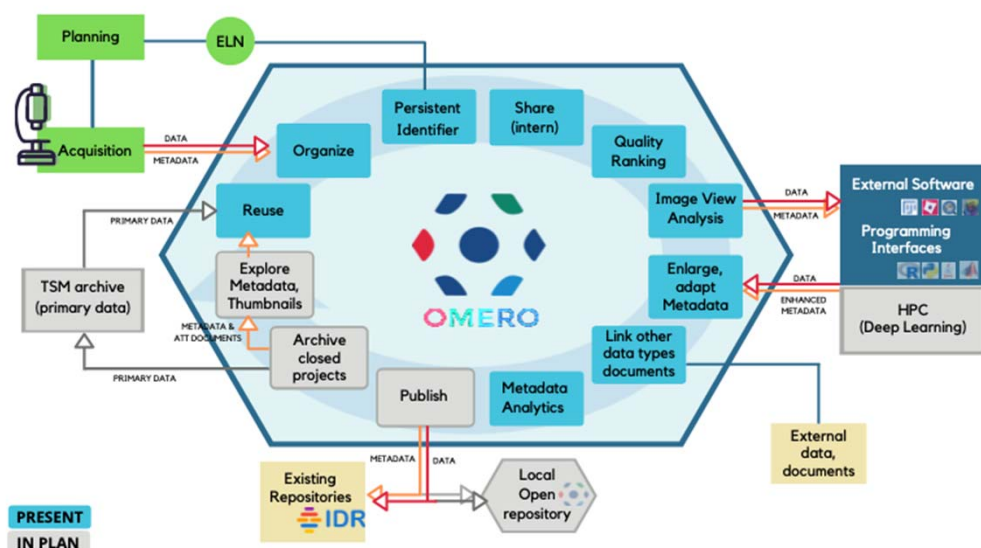 Planning
ELN
Acquisition
DATA
METADATA
Organize
Persistent
Identifier
Share
(intern)
Quality
Ranking
Image View
Analysis
DATA
METADATA
External Software
Programming
Interfaces
HPC
(Deep Learning)
Enlarge,
adapt
Metadata
DATA
ENHANCED
METADATA
Link other
data types
documents
External
data,
documents
Metadata
Analytics
Publish
METADATA
DATA
Existing
Repositories
IDR
Local
Open
repository
Archive
closed
projects
METADATA &
ATT DOCUMENTS
PRIMARY DATA
Explore
Metadata,
Thumbnails
TSM archive
(primary data)
PRIMARY DATA
Reuse
OMERO
PRESENT
IN PLAN